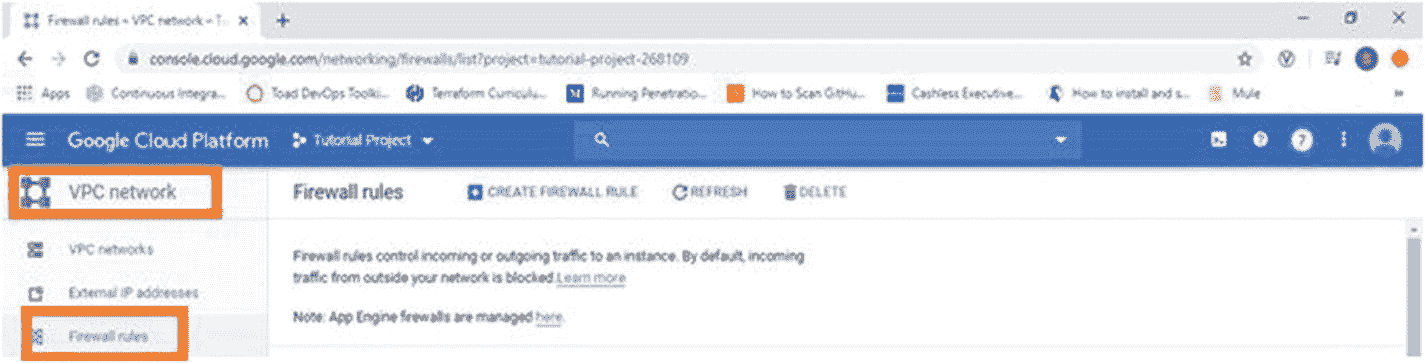 Firewall rules - VPC network - Tu
console.cloud.google.com/networking/firewalls/list?project=tutorial-project-268109
Apps Continuous Integra... Toad DevOps Toolki... Terraform Curriculu... Running Penetratio... How to Scan GitHu... Cashless Executive... How to install and s... Mule »
Google Cloud Platform Tutorial Project
VPC network
Firewall rules CREATE FIREWALL RULE REFRESH DELETE
VPC networks
External IP addresses
Firewall rules
Firewall rules control incoming or outgoing traffic to an instance. By default, incoming
traffic from outside your network is blocked.Learn more
Note: App Engine firewalls are managed here.